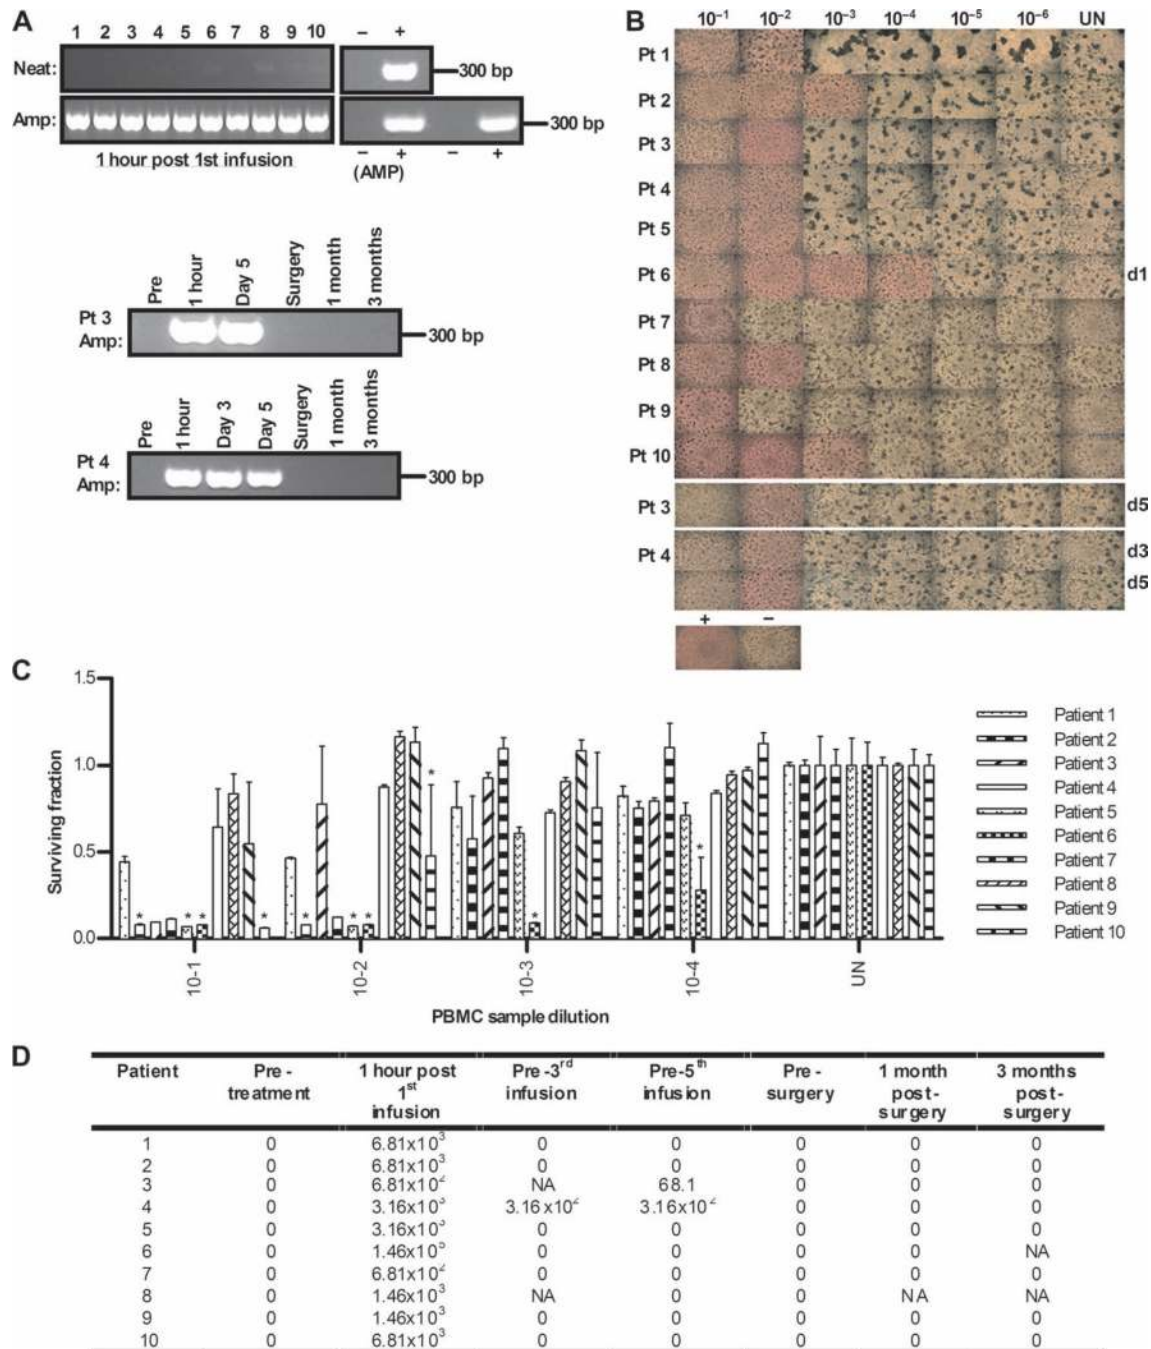 A
1 2 3 4 5 6 7 8 9 10 − +
Neat: 300 bp
Amp: 300 bp
1 hour post 1st infusion − + − +
(AMP)
Pre 1 hour Day 5 Surgery 1 month 3 months
Pt 3
Amp: 300 bp
Pre 1 hour Day 3 Day 5 Surgery 1 month 3 months
Pt 4
Amp: 300 bp
B
10⁻¹ 10⁻² 10⁻³ 10⁻⁴ 10⁻⁵ 10⁻⁶ UN
Pt 1
Pt 2
Pt 3
Pt 4
Pt 5
Pt 6 d1
Pt 7
Pt 8
Pt 9
Pt 10
Pt 3 d5
Pt 4 d3
d5
+ −
C
Surviving fraction
1.5
1.0
0.5
0.0
* * * * * * * * * * *
10-1 10-2 10-3 10-4 UN
PBMC sample dilution
Patient 1
Patient 2
Patient 3
Patient 4
Patient 5
Patient 6
Patient 7
Patient 8
Patient 9
Patient 10
D
Patient Pre- 1 hour post Pre-3rd Pre-5th Pre- 1 month 3 months
treatment 1st infusion infusion surgery post- post-
infusion surgery surgery
1 0 6.81x10³ 0 0 0 0 0
2 0 6.81x10³ 0 0 0 0 0
3 0 6.81x10² NA 68.1 0 0 0
4 0 3.16x10³ 3.16x10² 3.16x10² 0 0 0
5 0 3.16x10³ 0 0 0 0 0
6 0 1.46x10⁵ 0 0 0 0 NA
7 0 6.81x10² 0 0 0 0 0
8 0 1.46x10³ NA 0 0 NA NA
9 0 1.46x10³ 0 0 0 0 0
10 0 6.81x10³ 0 0 0 0 0